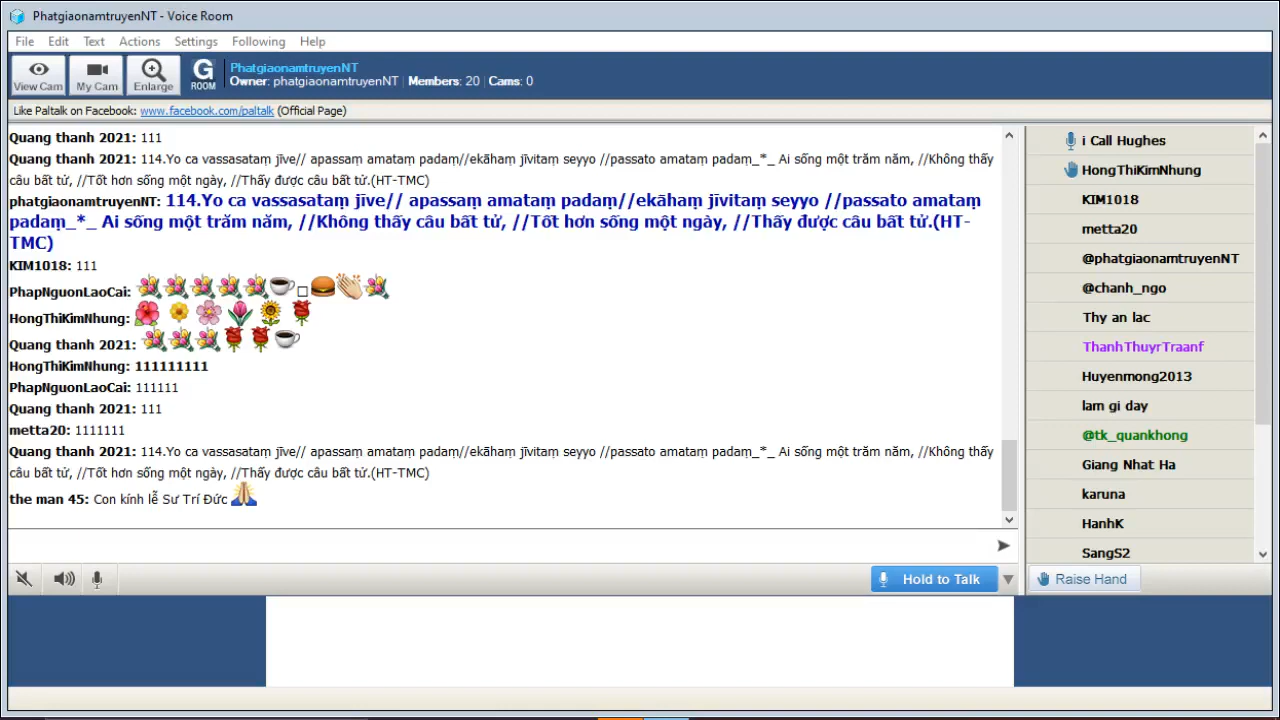 PhatgiaonamtruyenNT - Voice Room
File Edit Text Actions Settings Following Help
View Cam My Cam Enlarge G ROOM
PhatgiaonamtruyenNT
Owner: phatgiaonamtruyenNT Members: 20 Cams: 0
Like Paltalk on Facebook: www.facebook.com/paltalk (Official Page)
Quang thanh 2021: 111
Quang thanh 2021: 114.Yo ca vassasataṃ jīve// apassaṃ amataṃ padaṃ//ekāhaṃ jīvitaṃ seyyo //passato amataṃ padaṃ_*_ Ai sống một trăm năm, //Không thấy
câu bất tử, //Tốt hơn sống một ngày, //Thấy được câu bất tử.(HT-TMC)
phatgiaonamtruyenNT: 114.Yo ca vassasataṃ jīve// apassaṃ amataṃ padaṃ//ekāhaṃ jīvitaṃ seyyo //passato amataṃ
padaṃ_*_ Ai sống một trăm năm, //Không thấy câu bất tử, //Tốt hơn sống một ngày, //Thấy được câu bất tử.(HT-
TMC)
KIM1018: 111
PhapNguonLaoCai:
HongThiKimNhung:
Quang thanh 2021:
HongThiKimNhung: 111111111
PhapNguonLaoCai: 111111
Quang thanh 2021: 111
metta20: 1111111
Quang thanh 2021: 114.Yo ca vassasataṃ jīve// apassaṃ amataṃ padaṃ//ekāhaṃ jīvitaṃ seyyo //passato amataṃ padaṃ_*_ Ai sống một trăm năm, //Không thấy
câu bất tử, //Tốt hơn sống một ngày, //Thấy được câu bất tử.(HT-TMC)
the man 45: Con kính lễ Sư Trí Đức
Hold to Talk
i Call Hughes
HongThiKimNhung
KIM1018
metta20
@phatgiaonamtruyenNT
@chanh_ngo
Thy an lac
ThanhThuyrTraanf
Huyenmong2013
lam gi day
@tk_quankhong
Giang Nhat Ha
karuna
HanhK
SangS2
Raise Hand